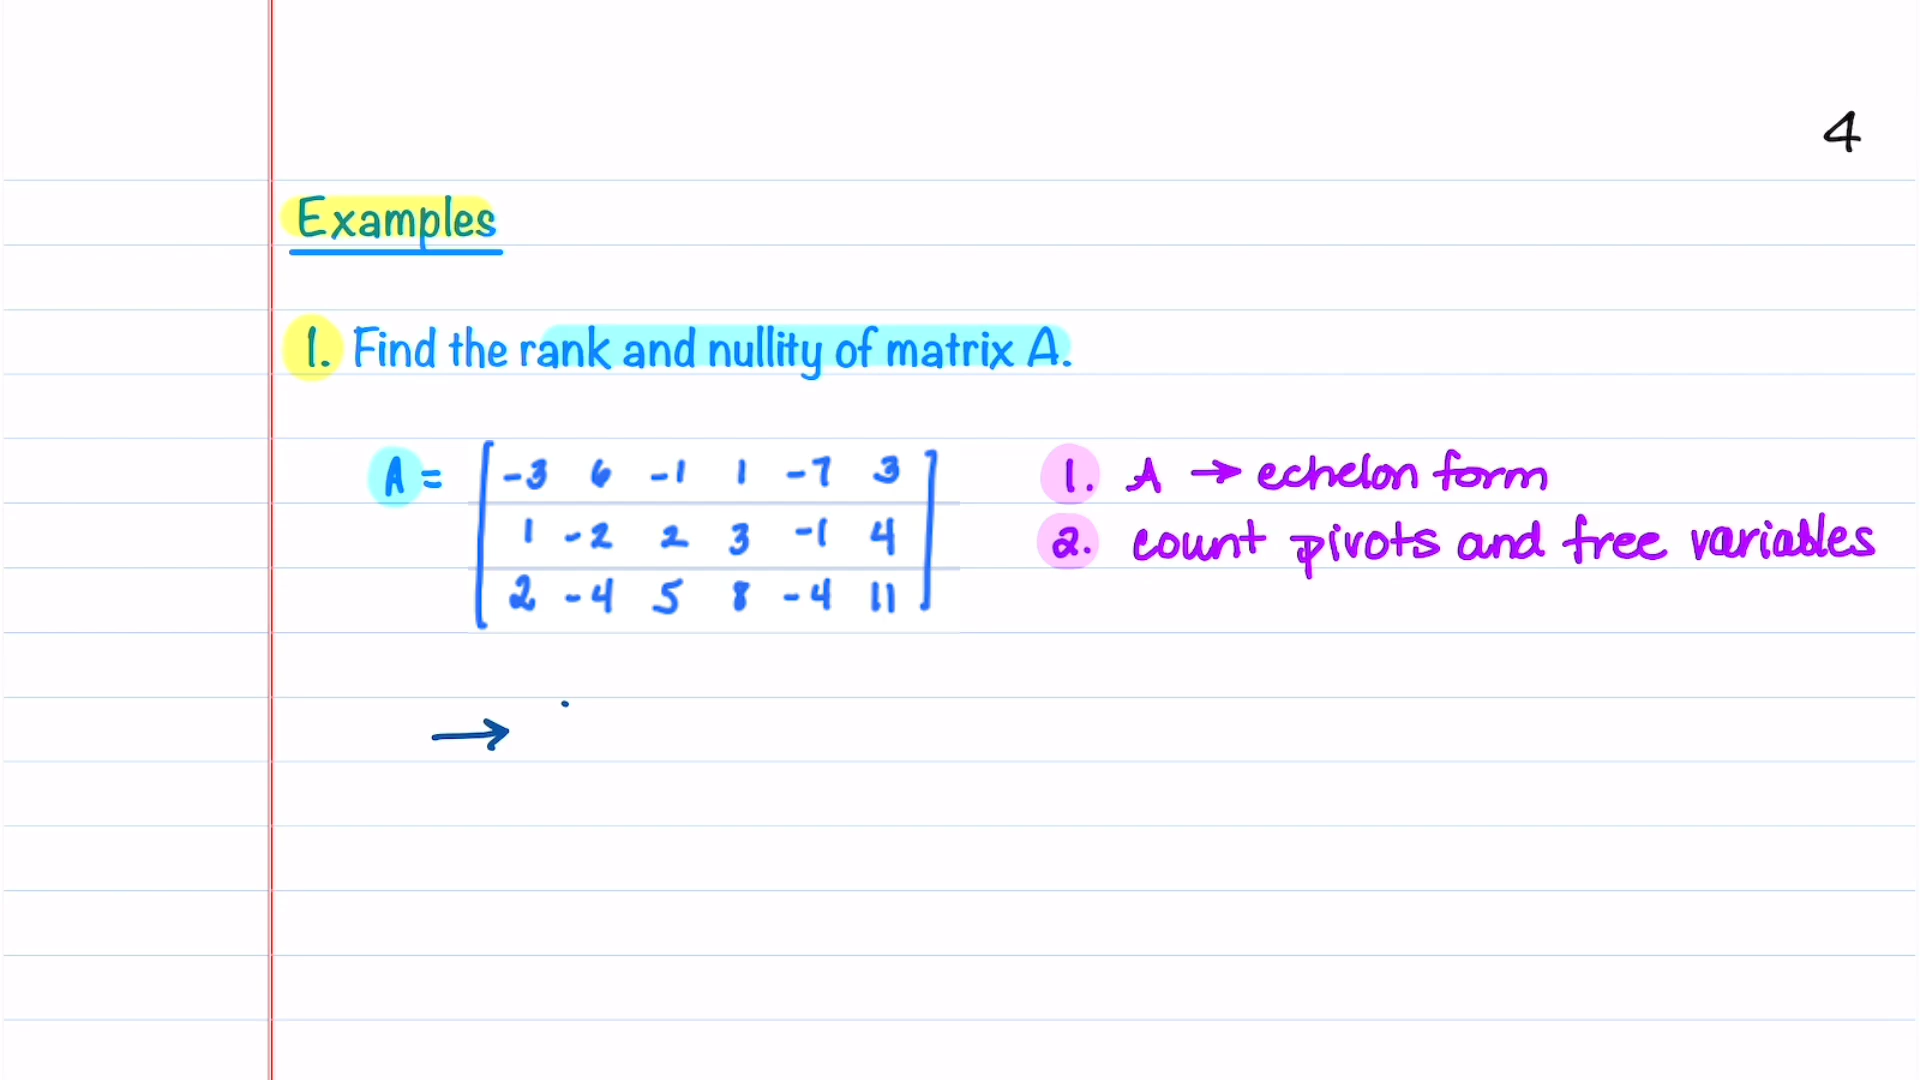 4
Examples
1. Find the rank and nullity of matrix A.
A = [ -3 6 -1 1 -7 3 ]
1 -2 2 3 -1 4
2 -4 5 8 -4 11
1. A → echelon form
2. count pivots and free variables
→